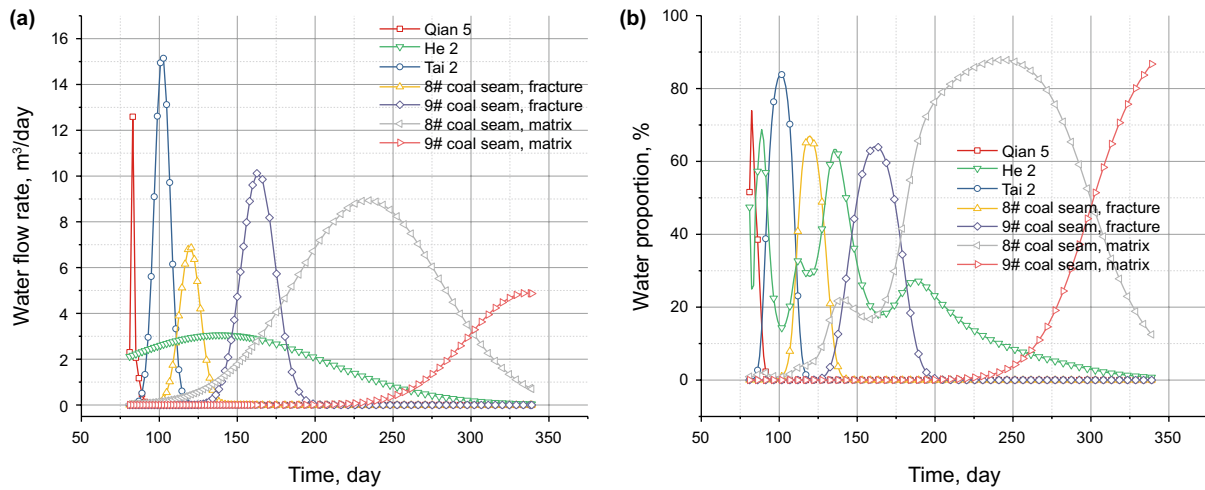 (a)
Water flow rate, m³/day
16
14
12
10
8
6
4
2
0
50 100 150 200 250 300 350
Time, day
Qian 5
He 2
Tai 2
8# coal seam, fracture
9# coal seam, fracture
8# coal seam, matrix
9# coal seam, matrix
(b)
Water proportion, %
100
80
60
40
20
0
50 100 150 200 250 300 350
Time, day
Qian 5
He 2
Tai 2
8# coal seam, fracture
9# coal seam, fracture
8# coal seam, matrix
9# coal seam, matrix